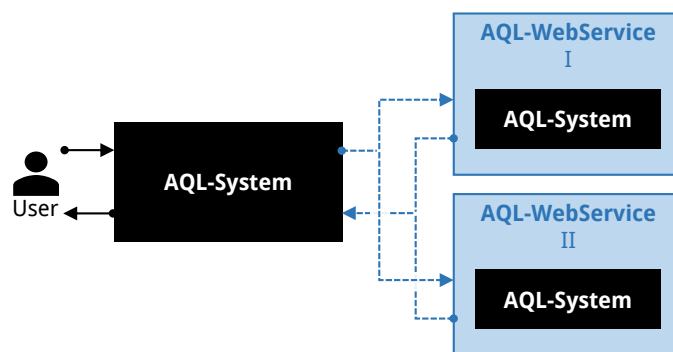 User
AQL-System
AQL-WebService
I
AQL-System
AQL-WebService
II
AQL-System